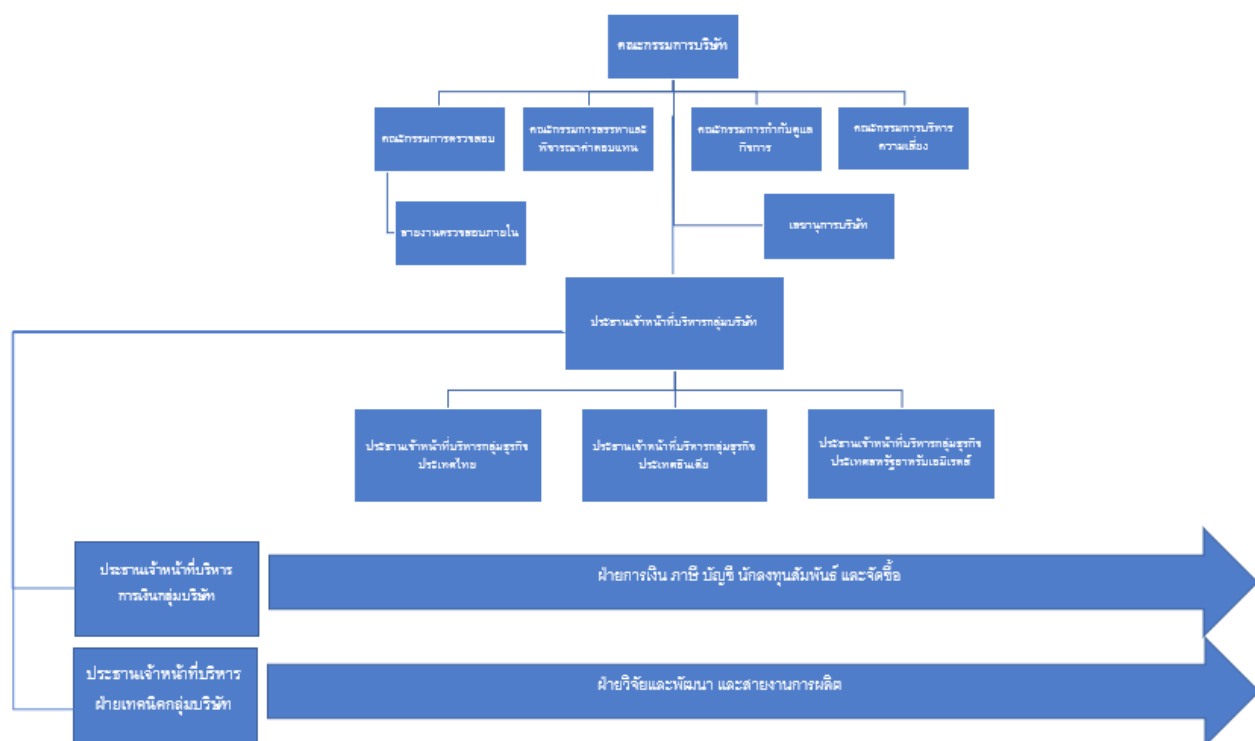 คณะกรรมการบริษัท
คณะกรรมการตรวจสอบ
คณะกรรมการสรรหาและ
พิจารณาค่าตอบแทน
คณะกรรมการกำกับดูแล
กิจการ
คณะกรรมการบริหาร
ความเสี่ยง
สายงานตรวจสอบภายใน
เลขานุการบริษัท
ประธานเจ้าหน้าที่บริหารกลุ่มบริษัท
ประธานเจ้าหน้าที่บริหารกลุ่มธุรกิจ
ประเทศไทย
ประธานเจ้าหน้าที่บริหารกลุ่มธุรกิจ
ประเทศอินเดีย
ประธานเจ้าหน้าที่บริหารกลุ่มธุรกิจ
ประเทศสหรัฐอาหรับเอมิเรตส์
ประธานเจ้าหน้าที่บริหาร
การเงินกลุ่มบริษัท
ฝ่ายการเงิน ภาษี บัญชี นักลงทุนสัมพันธ์ และจัดซื้อ
ประธานเจ้าหน้าที่บริหาร
ฝ่ายเทคนิคกลุ่มบริษัท
ฝ่ายวิจัยและพัฒนา และสายงานการผลิต